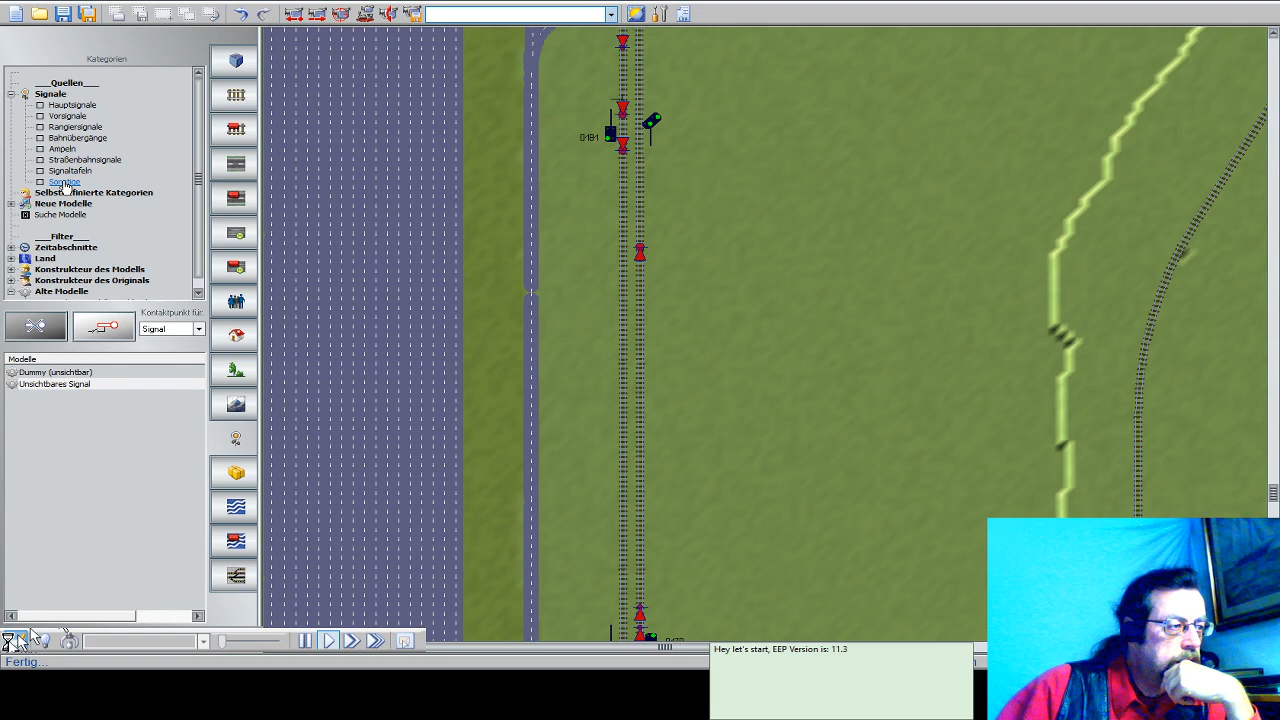 Kategorien
___Quellen___
Signale
Hauptsignale
Vorsignale
Rangiersignale
Bahnübergänge
Ampeln
Straßenbahnsignale
Signaltafeln
Sonstige
Selbstdefinierte Kategorien
Neue Modelle
Suche Modelle
___Filter___
Zeitabschnitte
Land
Konstrukteur des Modells
Konstrukteur des Originals
Alte Modelle
Kontaktpunkt für:
Signal
Modelle
Dummy (unsichtbar)
Unsichtbares Signal
0181
Fertig...
Hey let's start, EEP Version is: 11.3